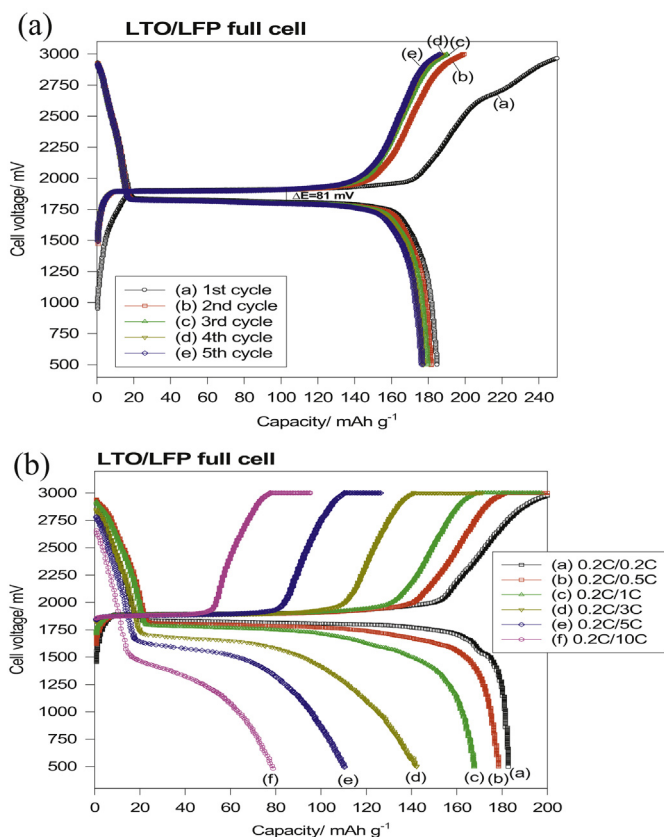 (a)
LTO/LFP full cell
3000
2500
2000
1750
1500
1000
500
Cell voltage/ mV
(e)
(d)
(c)
(b)
(a)
ΔE=81 mV
(a) 1st cycle
(b) 2nd cycle
(c) 3rd cycle
(d) 4th cycle
(e) 5th cycle
0 20 40 60 80 100 120 140 160 180 200 220 240
Capacity/ mAh g-1
(b)
LTO/LFP full cell
3000
2750
2500
2250
2000
1750
1500
1250
1000
750
500
Cell voltage/ mV
(a) 0.2C/0.2C
(b) 0.2C/0.5C
(c) 0.2C/1C
(d) 0.2C/3C
(e) 0.2C/5C
(f) 0.2C/10C
(f)
(e)
(d)
(c)
(b)
(a)
0 20 40 60 80 100 120 140 160 180 200
Capacity/ mAh g-1